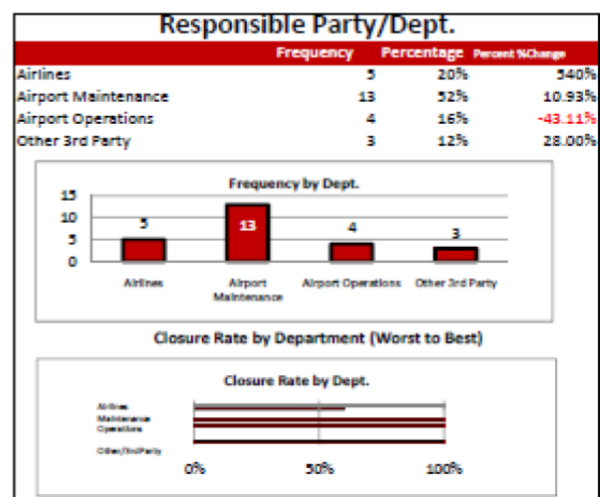 Responsible Party/Dept.
Frequency Percentage Percent %Change
Airlines 5 20% 540%
Airport Maintenance 13 52% 10.93%
Airport Operations 4 16% -43.11%
Other 3rd Party 3 12% 28.00%
Frequency by Dept.
15
10
5
0
5 13 4 3
Airlines Airport Maintenance Airport Operations Other 3rd Party
Closure Rate by Department (Worst to Best)
Closure Rate by Dept.
Airlines
Maintenance
Operations
Other/3rdParty
0% 50% 100%